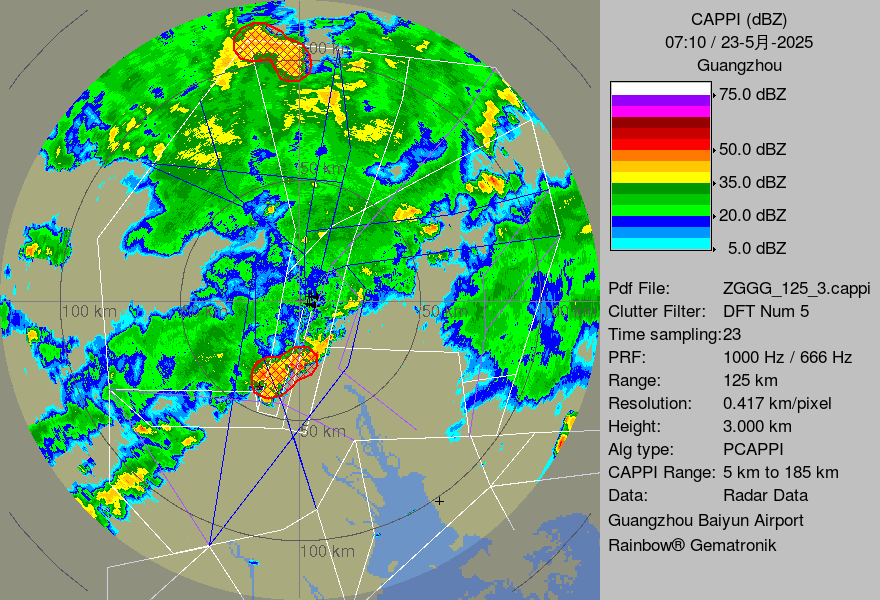 CAPPI (dBZ)
07:10 / 23-5月-2025
Guangzhou
75.0 dBZ
50.0 dBZ
35.0 dBZ
20.0 dBZ
5.0 dBZ
Pdf File: ZGGG_125_3.cappi
Clutter Filter: DFT Num 5
Time sampling:23
PRF: 1000 Hz / 666 Hz
Range: 125 km
Resolution: 0.417 km/pixel
Height: 3.000 km
Alg type: PCAPPI
CAPPI Range: 5 km to 185 km
Data: Radar Data
Guangzhou Baiyun Airport
Rainbow® Gematronik
50 km
100 km
50 km
100 km